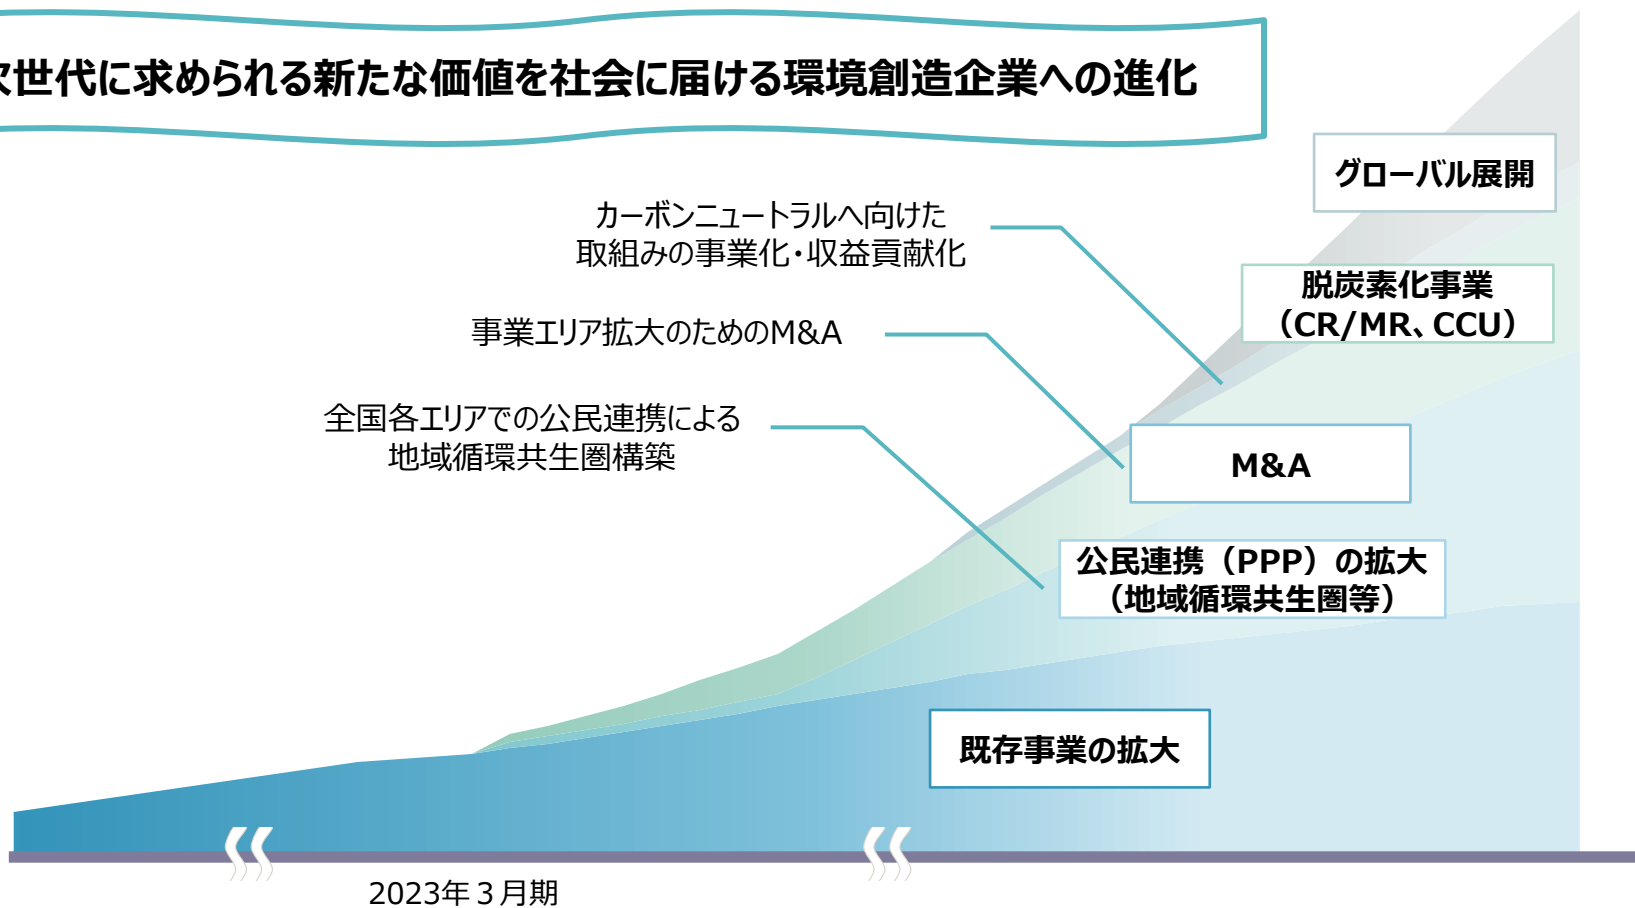 世代に求められる新たな価値を社会に届ける環境創造企業への進化
グローバル展開
カーボンニュートラルへ向けた
取組みの事業化・収益貢献化
脱炭素化事業
（CR/MR、CCU）
事業エリア拡大のためのM&A
全国各エリアでの公民連携による
地域循環共生圏構築
M&A
公民連携（PPP）の拡大
（地域循環共生圏等）
既存事業の拡大
2023年３月期